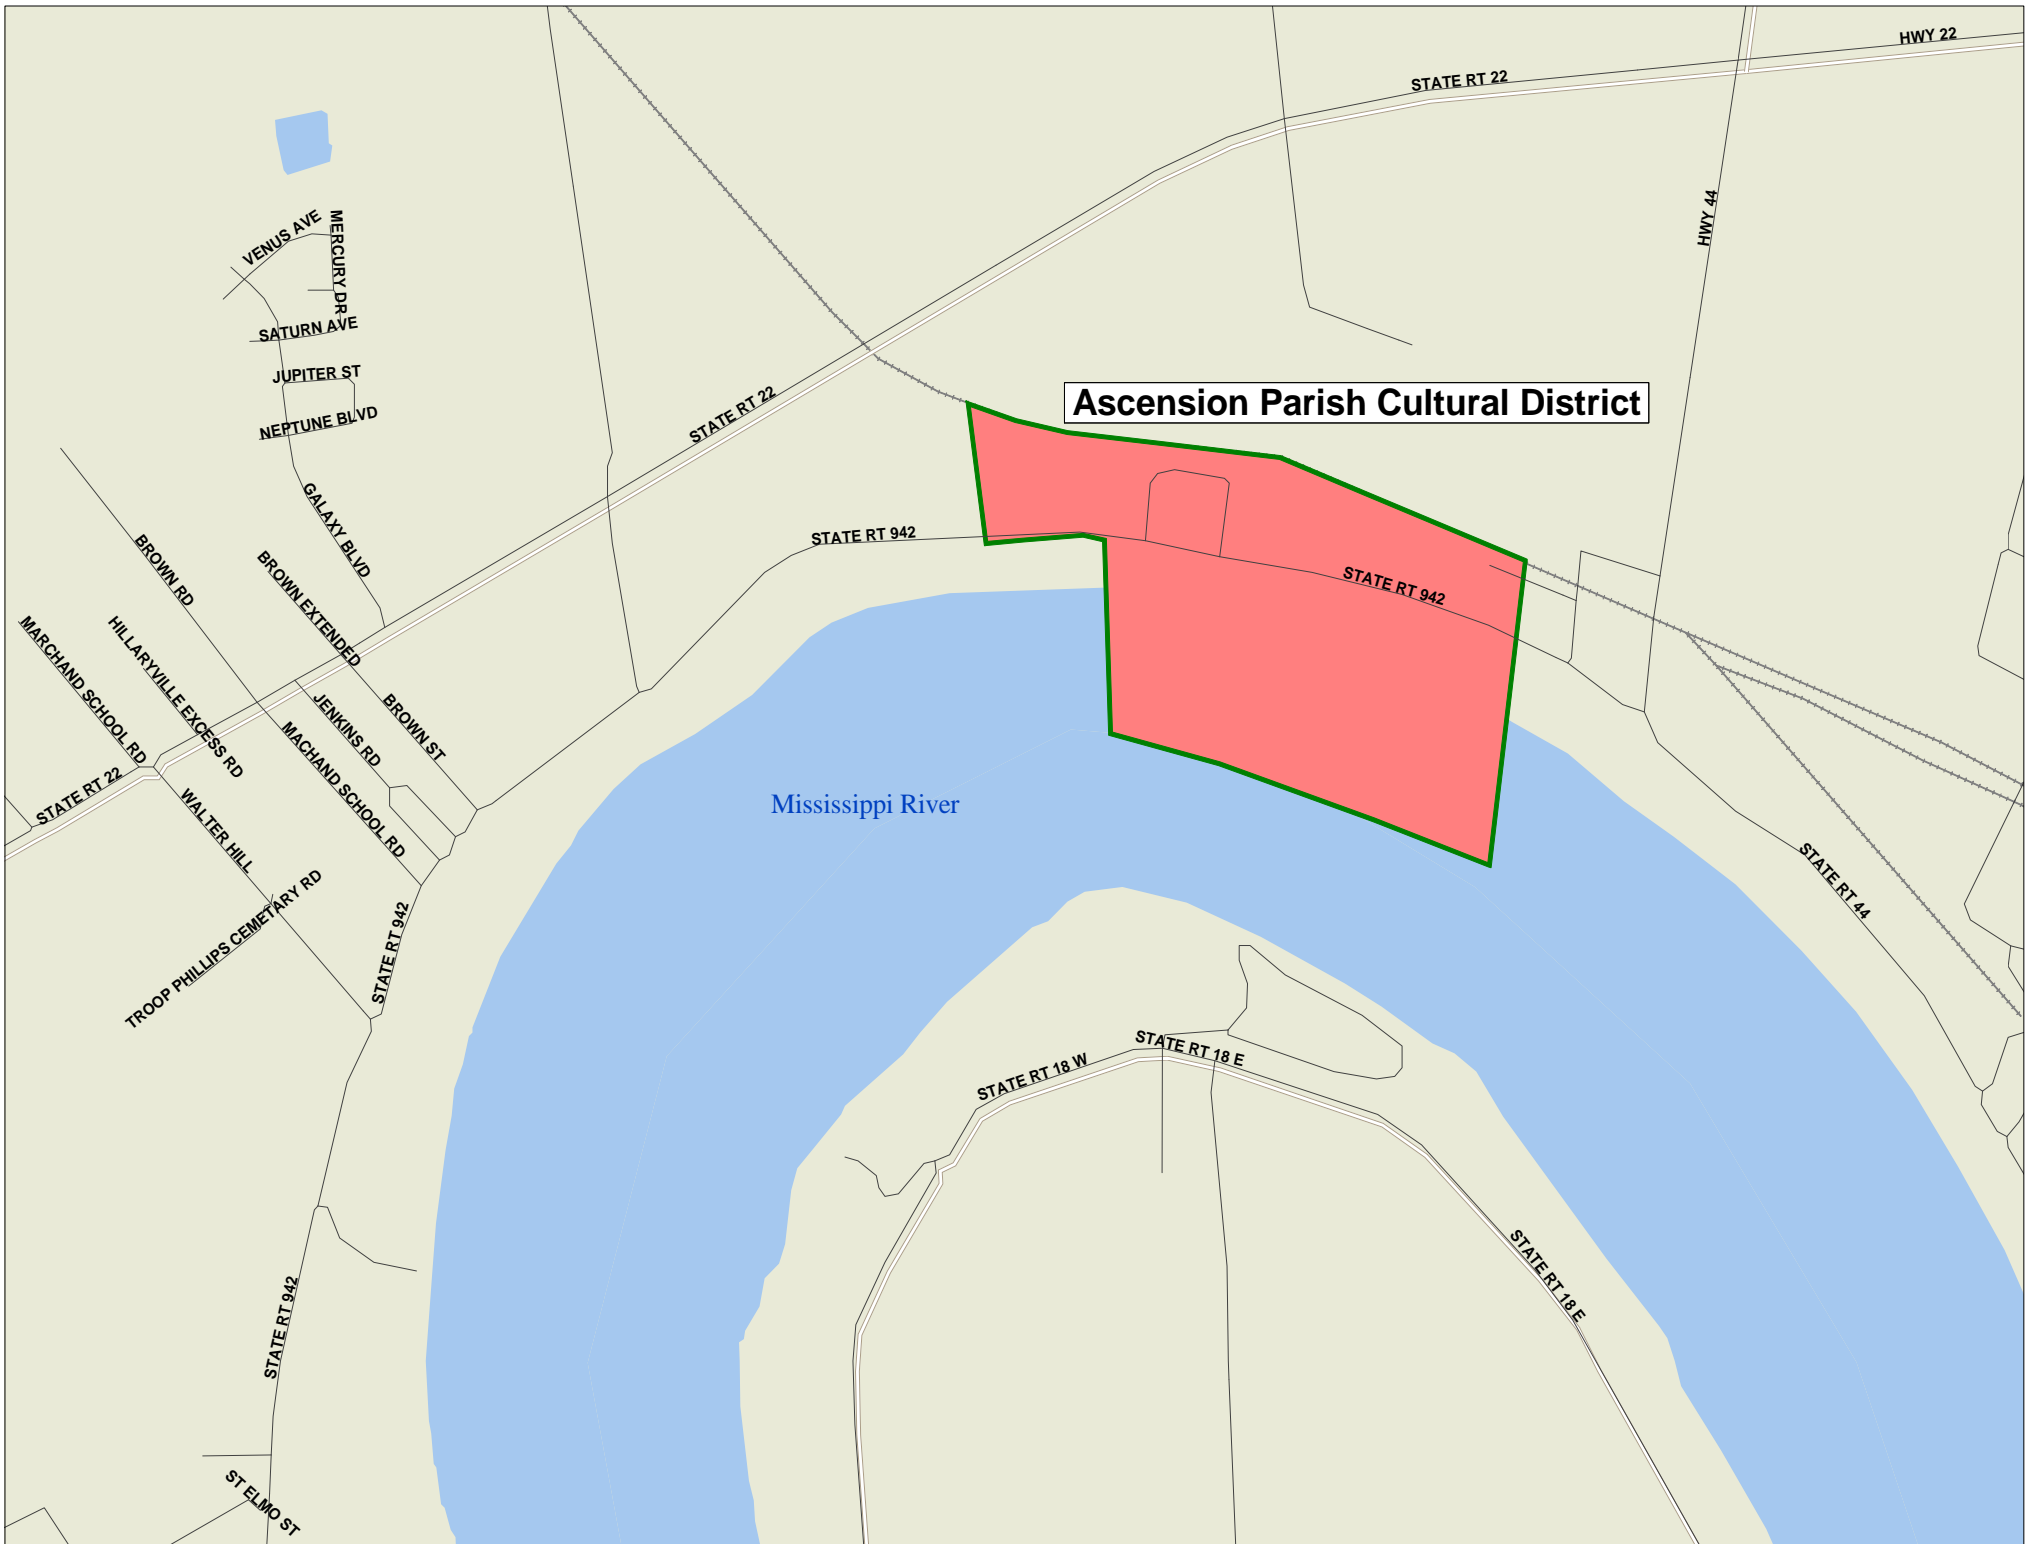 HWY 22
STATE RT 22
HWY 44
VENUS AVE
MERCURY DR
SATURN AVE
JUPITER ST
NEPTUNE BLVD
Ascension Parish Cultural District
STATE RT 22
GALAXY BLVD
BROWN RD
BROWN EXTENDED
STATE RT 942
STATE RT 942
MARCHAND SCHOOL RD
HILLARYVILLE EXCESS RD
JENKINS RD
BROWN ST
MACHAND SCHOOL RD
STATE RT 22
WALTER HILL
Mississippi River
TROOP PHILLIPS CEMETARY RD
STATE RT 942
STATE RT 44
STATE RT 18 W
STATE RT 18 E
STATE RT 18 E
STATE RT 942
ST ELMO ST